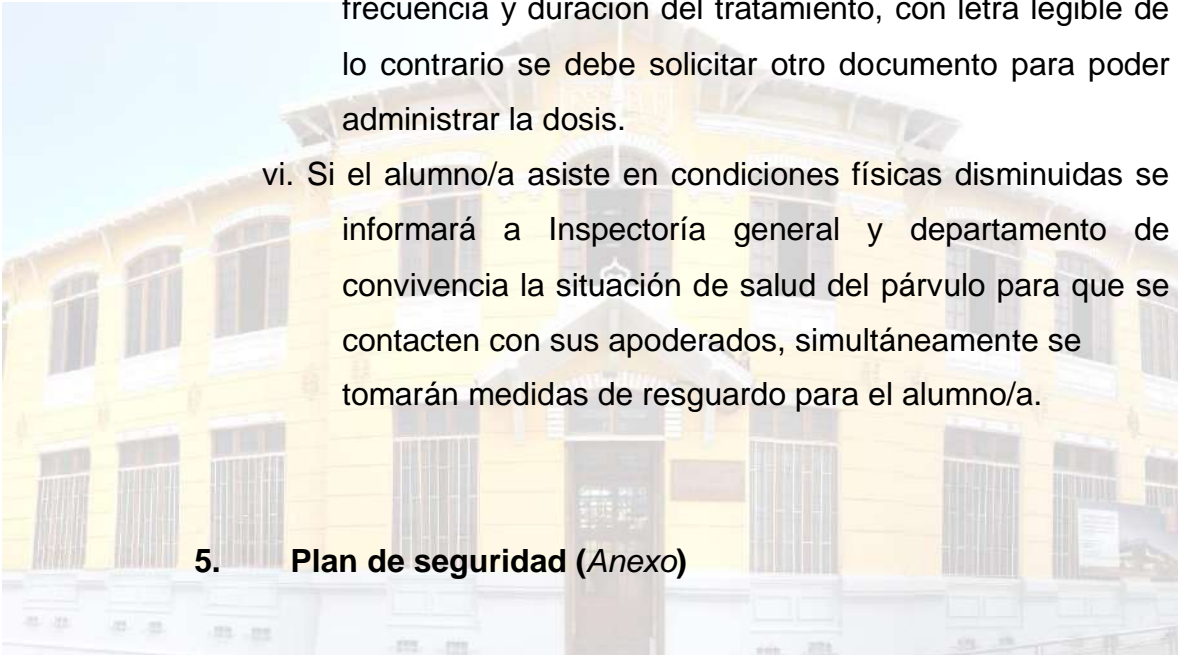 frecuencia y duración del tratamiento, con letra legible de
lo contrario se debe solicitar otro documento para poder
administrar la dosis.
vi. Si el alumno/a asiste en condiciones físicas disminuidas se
informará a Inspectoría general y departamento de
convivencia la situación de salud del párvulo para que se
contacten con sus apoderados, simultáneamente se
tomarán medidas de resguardo para el alumno/a.
5. Plan de seguridad (Anexo)